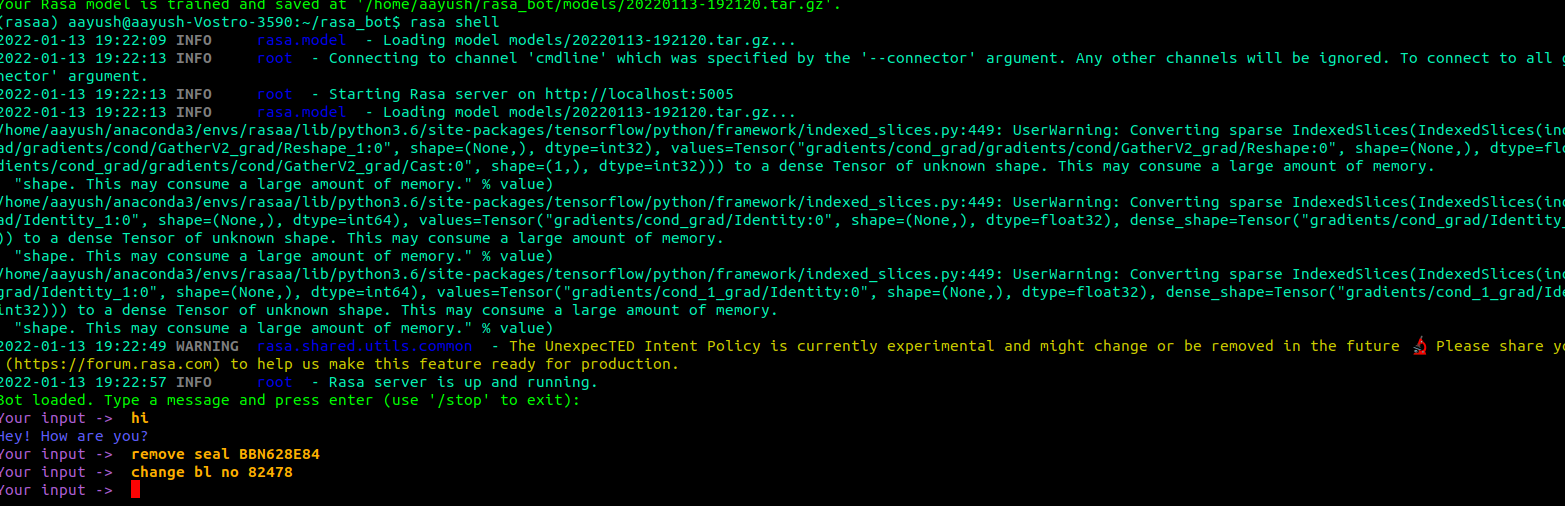 Your Rasa model is trained and saved at '/home/aayush/rasa_bot/models/20220113-192120.tar.gz'.
(rasaa) aayush@aayush-Vostro-3590:~/rasa_bot$ rasa shell
2022-01-13 19:22:09 INFO     rasa.model  - Loading model models/20220113-192120.tar.gz...
2022-01-13 19:22:13 INFO     root  - Connecting to channel 'cmdline' which was specified by the '--connector' argument. Any other channels will be ignored. To connect to all g
nector' argument.
2022-01-13 19:22:13 INFO     root  - Starting Rasa server on http://localhost:5005
2022-01-13 19:22:13 INFO     rasa.model  - Loading model models/20220113-192120.tar.gz...
/home/aayush/anaconda3/envs/rasaa/lib/python3.6/site-packages/tensorflow/python/framework/indexed_slices.py:449: UserWarning: Converting sparse IndexedSlices(IndexedSlices(ind
ad/gradients/cond/GatherV2_grad/Reshape_1:0", shape=(None,), dtype=int32), values=Tensor("gradients/cond_grad/gradients/cond/GatherV2_grad/Reshape:0", shape=(None,), dtype=flo
dients/cond_grad/gradients/cond/GatherV2_grad/Cast:0", shape=(1,), dtype=int32))) to a dense Tensor of unknown shape. This may consume a large amount of memory.
  "shape. This may consume a large amount of memory." % value)
/home/aayush/anaconda3/envs/rasaa/lib/python3.6/site-packages/tensorflow/python/framework/indexed_slices.py:449: UserWarning: Converting sparse IndexedSlices(IndexedSlices(ind
ad/Identity_1:0", shape=(None,), dtype=int64), values=Tensor("gradients/cond_grad/Identity:0", shape=(None,), dtype=float32), dense_shape=Tensor("gradients/cond_grad/Identity_
)) to a dense Tensor of unknown shape. This may consume a large amount of memory.
  "shape. This may consume a large amount of memory." % value)
/home/aayush/anaconda3/envs/rasaa/lib/python3.6/site-packages/tensorflow/python/framework/indexed_slices.py:449: UserWarning: Converting sparse IndexedSlices(IndexedSlices(ind
grad/Identity_1:0", shape=(None,), dtype=int64), values=Tensor("gradients/cond_1_grad/Identity:0", shape=(None,), dtype=float32), dense_shape=Tensor("gradients/cond_1_grad/Ide
int32))) to a dense Tensor of unknown shape. This may consume a large amount of memory.
  "shape. This may consume a large amount of memory." % value)
2022-01-13 19:22:49 WARNING  rasa.shared.utils.common  - The UnexpecTED Intent Policy is currently experimental and might change or be removed in the future 🔬 Please share yo
(https://forum.rasa.com) to help us make this feature ready for production.
2022-01-13 19:22:57 INFO     root  - Rasa server is up and running.
Bot loaded. Type a message and press enter (use '/stop' to exit):
Your input ->  hi
Hey! How are you?
Your input ->  remove seal BBN628E84
Your input ->  change bl no 82478
Your input ->